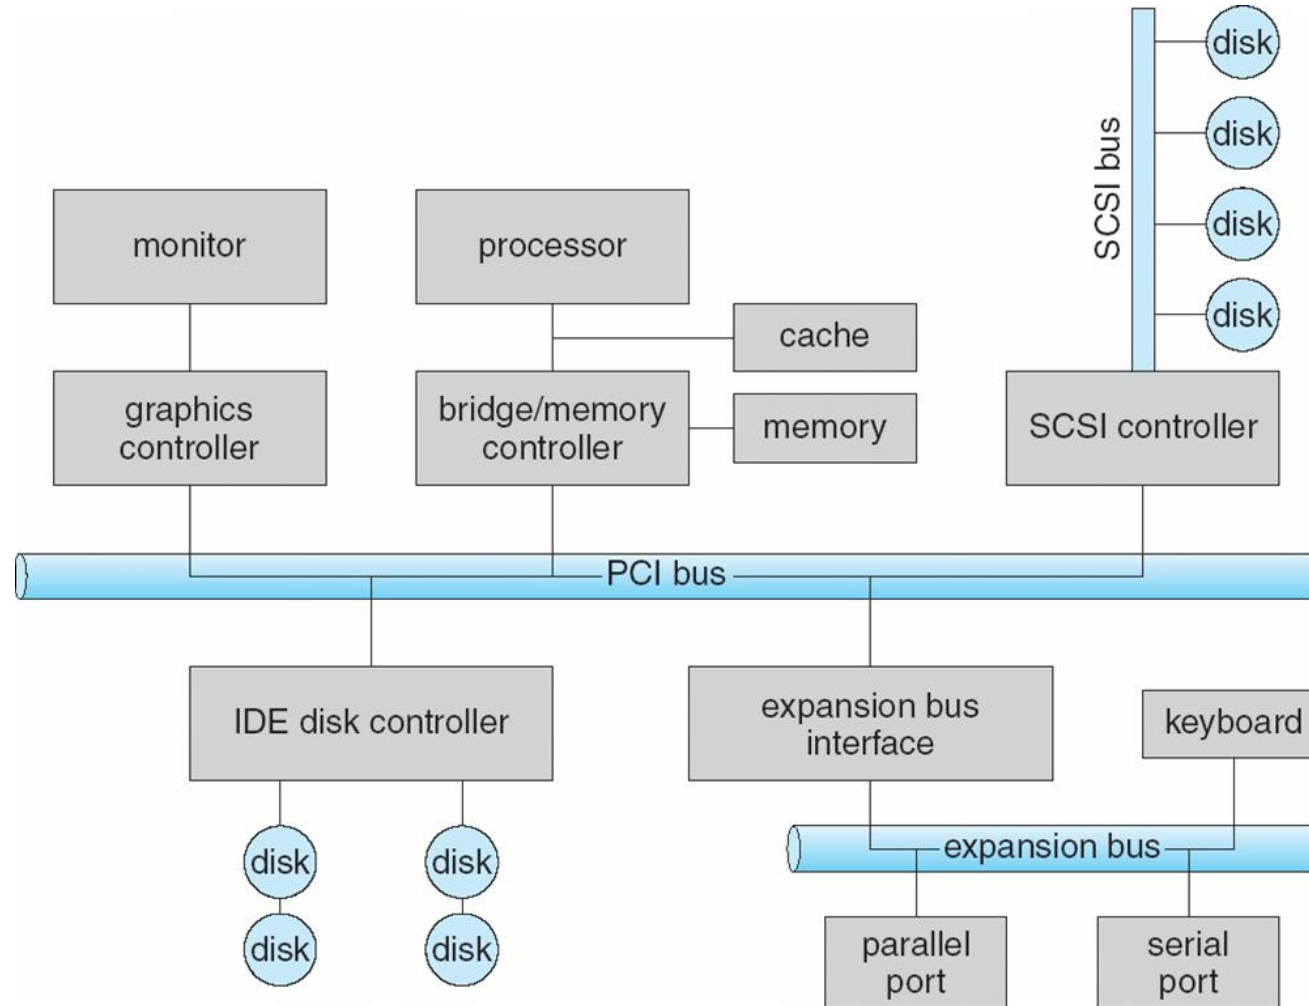 disk
disk
SCSI bus
disk
disk
monitor
processor
cache
graphics
controller
bridge/memory
controller
memory
SCSI controller
PCI bus
IDE disk controller
expansion bus
interface
keyboard
disk
disk
expansion bus
disk
disk
parallel
port
serial
port